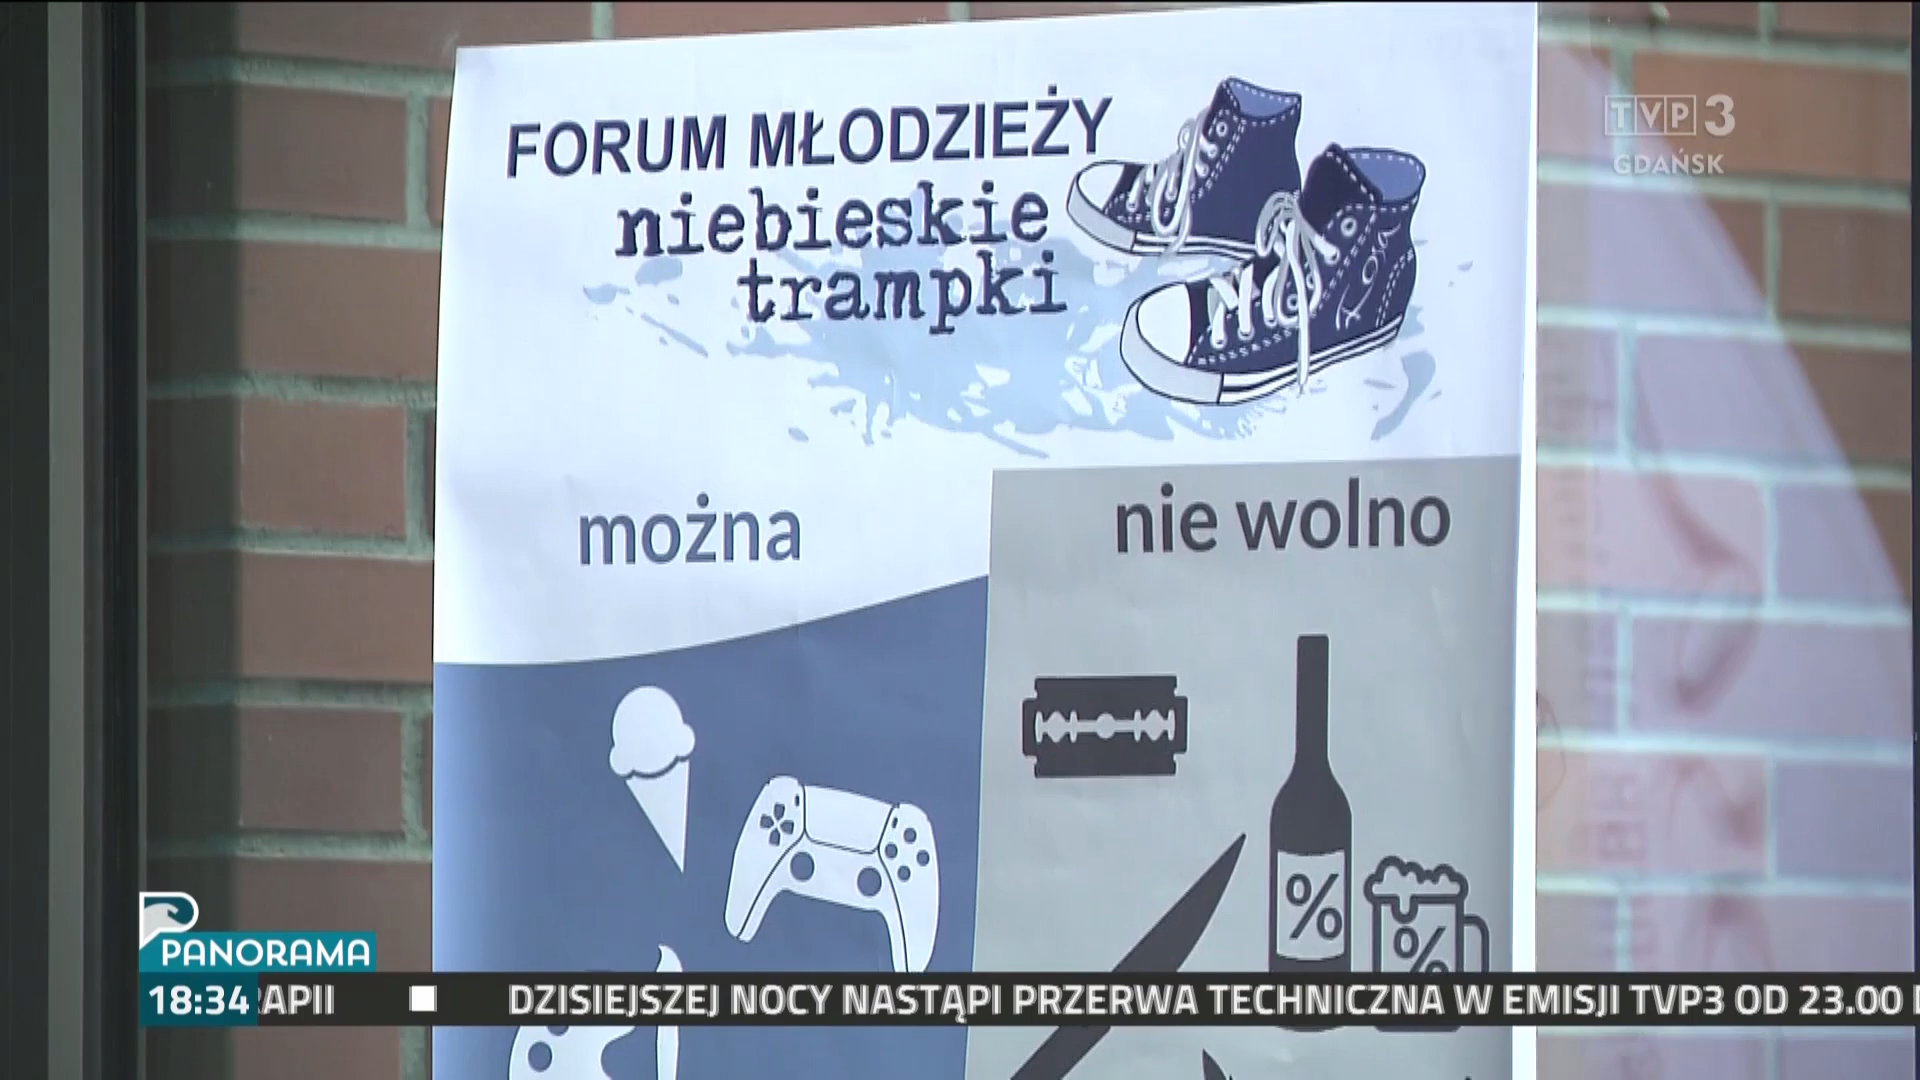 FORUM MŁODZIEŻY
niebieskie
trampki
TVP3
GDAŃSK
można
nie wolno
%
%
PANORAMA
18:34
RAPII
DZISIEJSZEJ NOCY NASTĄPI PRZERWA TECHNICZNA W EMISJI TVP3 OD 23.00